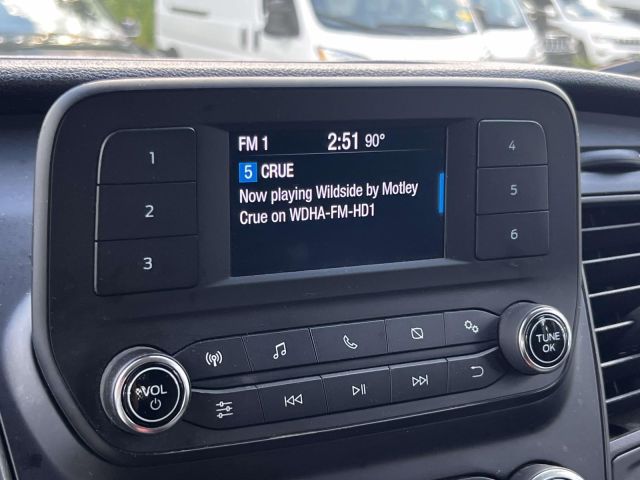 FM 1 2:51 90°
5 CRUE
Now playing Wildside by Motley
Crue on WDHA-FM-HD1
1
2
3
4
5
6
VOL
TUNE
OK